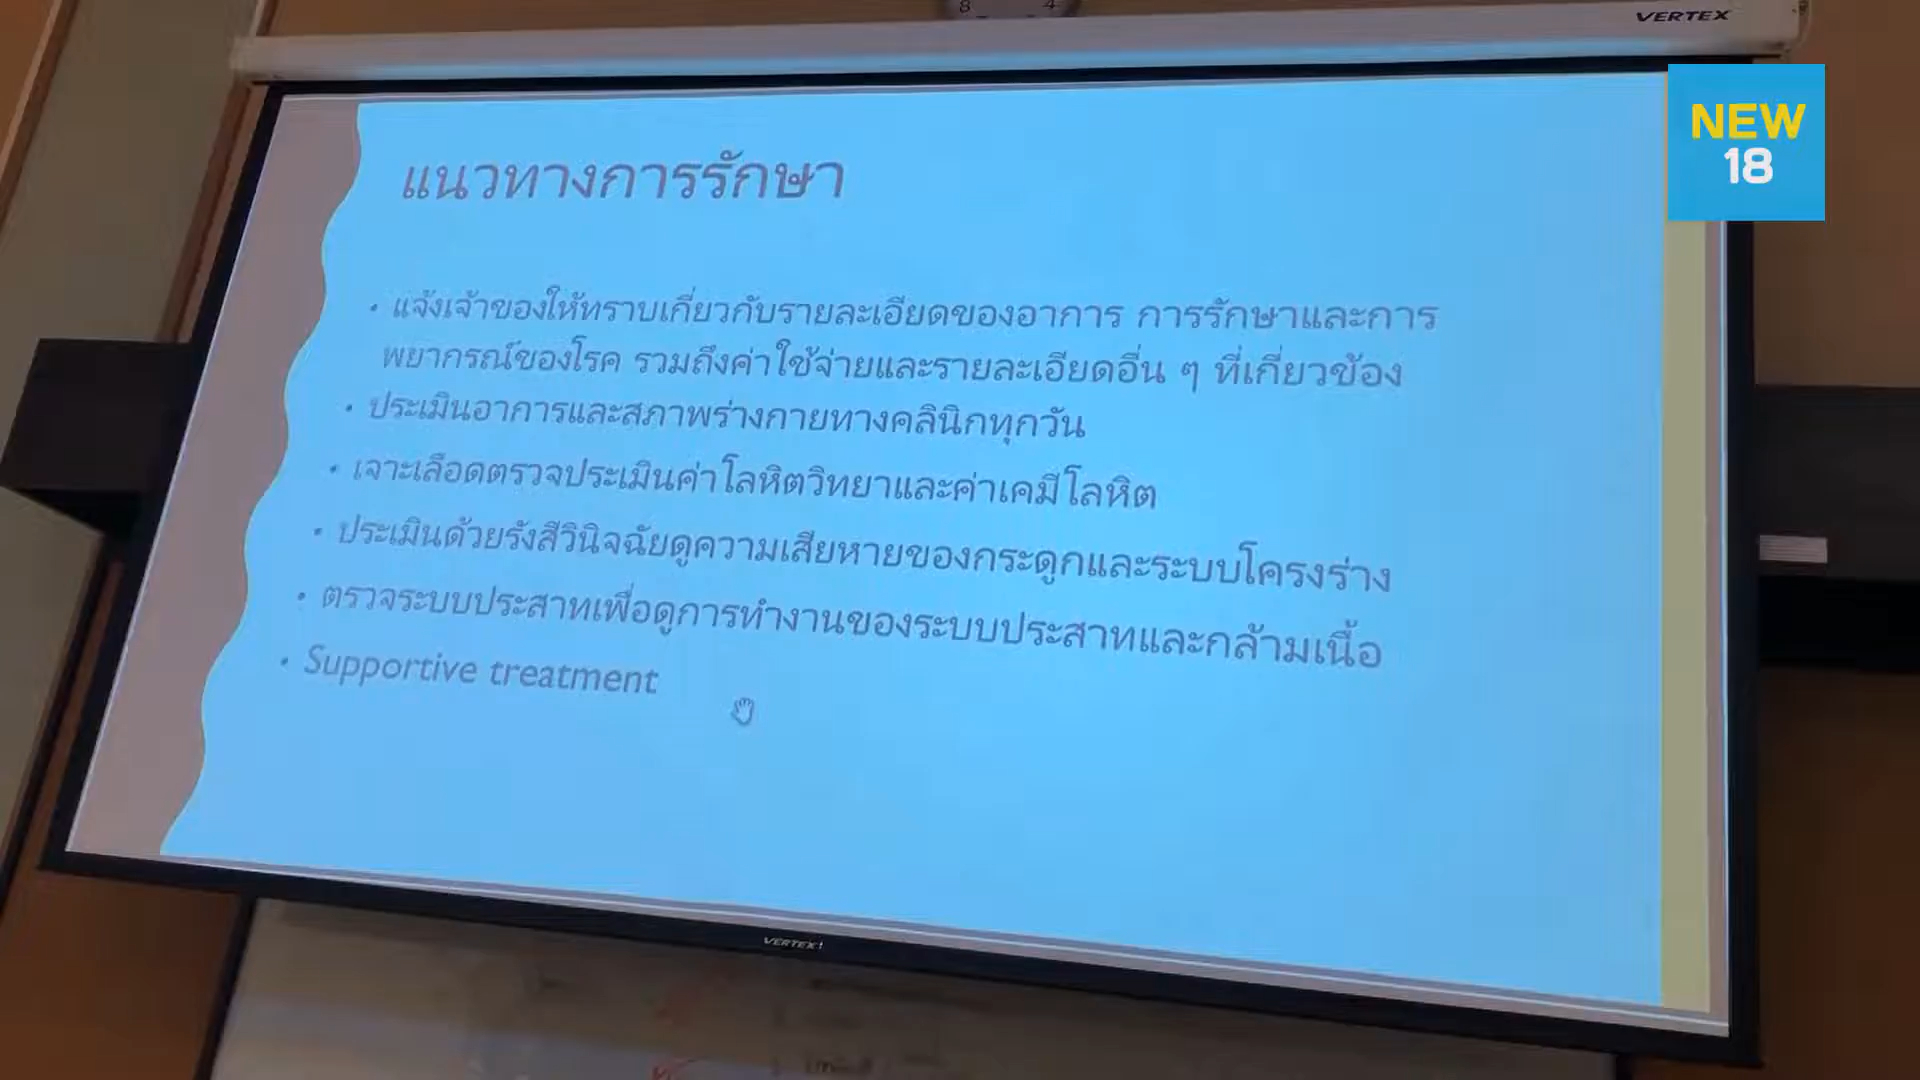 8 4
VERTEX
NEW
18
แนวทางการรักษา
• แจ้งเจ้าของให้ทราบเกี่ยวกับรายละเอียดของอาการ การรักษาและการ
พยากรณ์ของโรค รวมถึงค่าใช้จ่ายและรายละเอียดอื่น ๆ ที่เกี่ยวข้อง
• ประเมินอาการและสภาพร่างกายทางคลินิกทุกวัน
• เจาะเลือดตรวจประเมินค่าโลหิตวิทยาและค่าเคมีโลหิต
• ประเมินด้วยรังสีวินิจฉัยดูความเสียหายของกระดูกและระบบโครงร่าง
• ตรวจระบบประสาทเพื่อดูการทำงานของระบบประสาทและกล้ามเนื้อ
• Supportive treatment
VERTEX